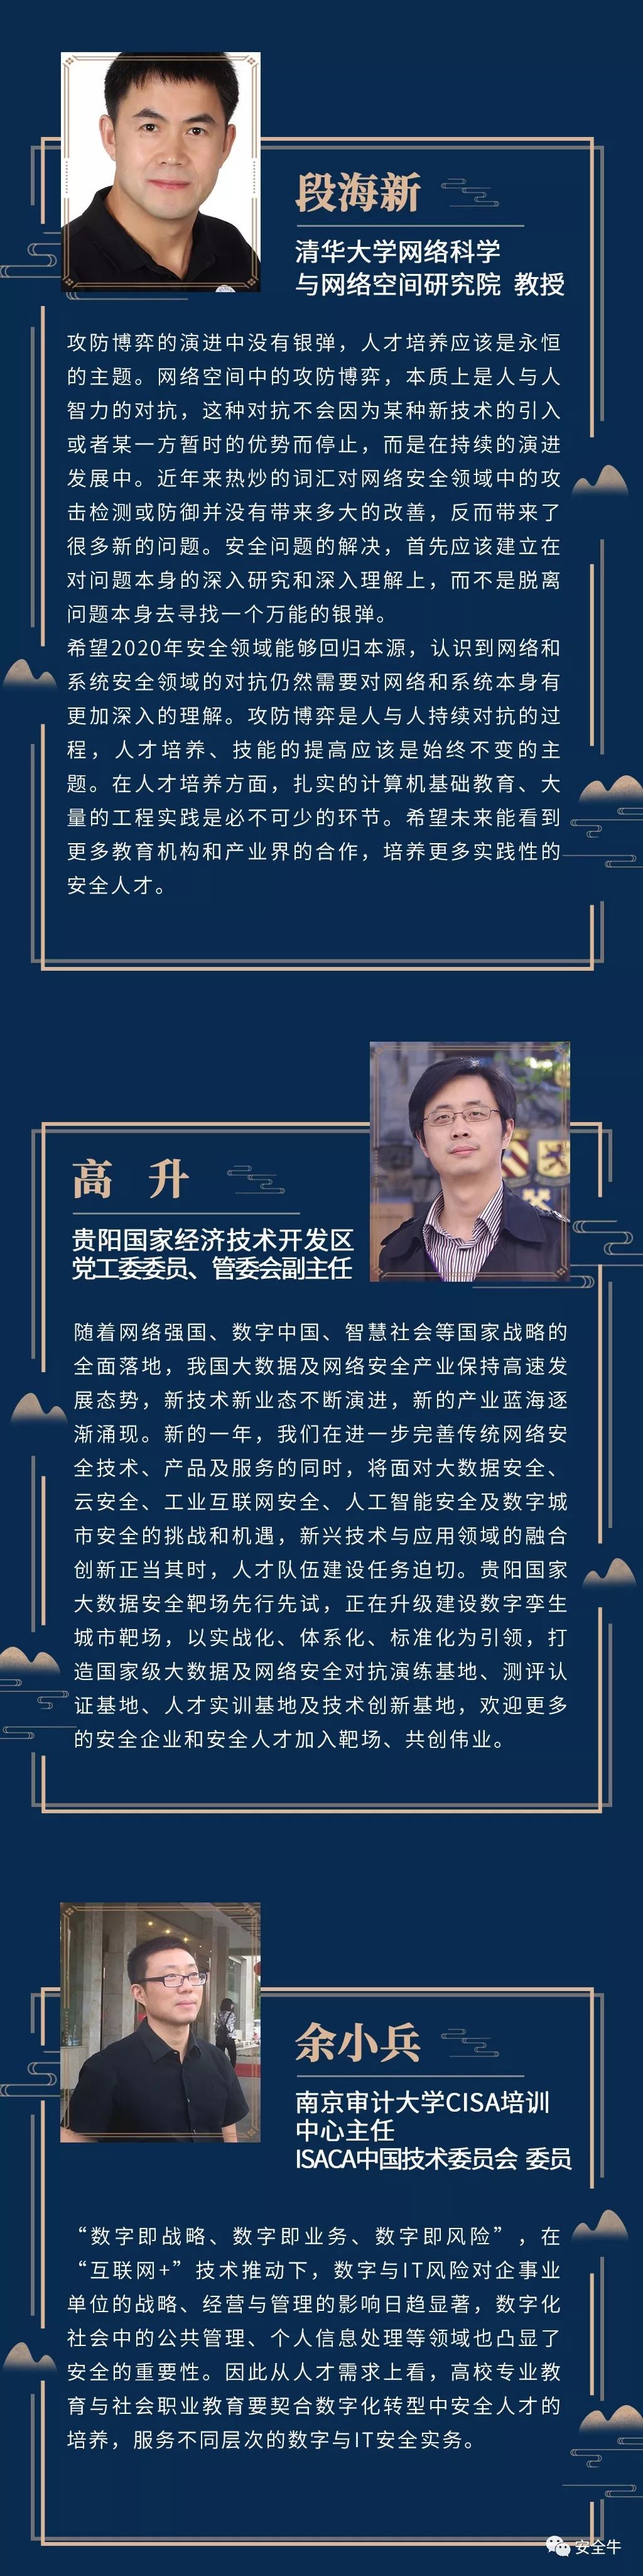 段海新
清华大学网络科学
与网络空间研究院 教授
攻防博弈的演进中没有银弹，人才培养应该是永恒
的主题。网络空间中的攻防博弈，本质上是人与人
智力的对抗，这种对抗不会因为某种新技术的引入
或者某一方暂时的优势而停止，而是在持续的演进
发展中。近年来热炒的词汇对网络安全领域中的攻
击检测或防御并没有带来多大的改善，反而带来了
很多新的问题。安全问题的解决，首先应该建立在
对问题本身的深入研究和深入理解上，而不是脱离
问题本身去寻找一个万能的银弹。
希望2020年安全领域能够回归本源，认识到网络和
系统安全领域的对抗仍然需要对网络和系统本身有
更加深入的理解。攻防博弈是人与人持续对抗的过
程，人才培养、技能的提高应该是始终不变的主
题。在人才培养方面，扎实的计算机基础教育、大
量的工程实践是必不可少的环节。希望未来能看到
更多教育机构和产业界的合作，培养更多实践性的
安全人才。
高 升
贵阳国家经济技术开发区
党工委委员、管委会副主任
随着网络强国、数字中国、智慧社会等国家战略的
全面落地，我国大数据及网络安全产业保持高速发
展态势，新技术新业态不断演进，新的产业蓝海逐
渐涌现。新的一年，我们在进一步完善传统网络安
全技术、产品及服务的同时，将面对大数据安全、
云安全、工业互联网安全、人工智能安全及数字城
市安全的挑战和机遇，新兴技术与应用领域的融合
创新正当其时，人才队伍建设任务迫切。贵阳国家
大数据安全靶场先行先试，正在升级建设数字孪生
城市靶场，以实战化、体系化、标准化为引领，打
造国家级大数据及网络安全对抗演练基地、测评认
证基地、人才实训基地及技术创新基地，欢迎更多
的安全企业和安全人才加入靶场、共创伟业。
余小兵
南京审计大学CISA培训
中心主任
ISACA中国技术委员会 委员
“数字即战略、数字即业务、数字即风险”，在
“互联网+”技术推动下，数字与IT风险对企事业
单位的战略、经营与管理的影响日趋显著，数字化
社会中的公共管理、个人信息处理等领域也凸显了
安全的重要性。因此从人才需求上看，高校专业教
育与社会职业教育要契合数字化转型中安全人才的
培养，服务不同层次的数字与IT安全实务。
安全牛